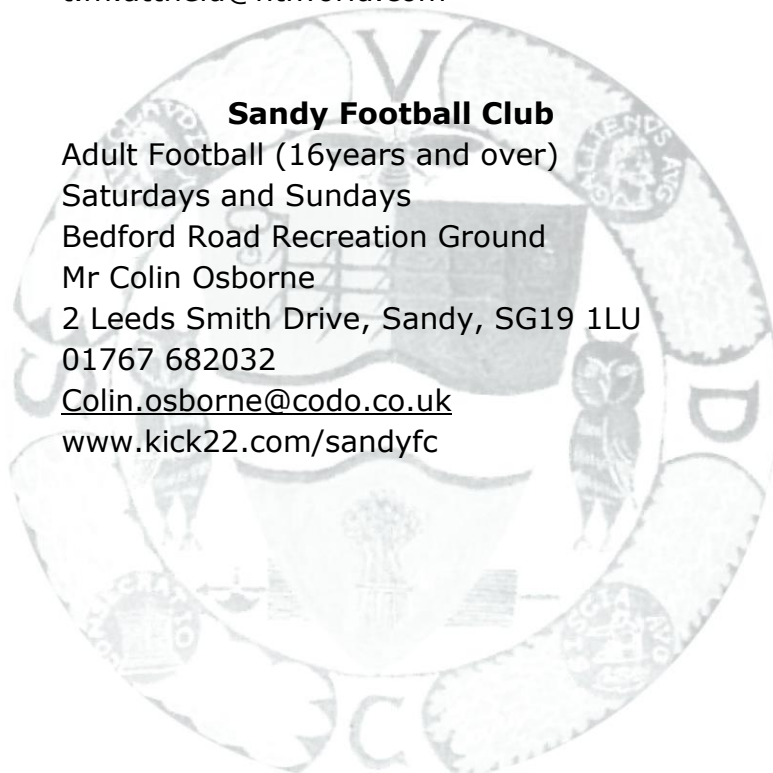 Sandy Football Club
Adult Football (16years and over)
Saturdays and Sundays
Bedford Road Recreation Ground
Mr Colin Osborne
2 Leeds Smith Drive, Sandy, SG19 1LU
01767 682032
Colin.osborne@codo.co.uk
www.kick22.com/sandyfc
V
S
D
C